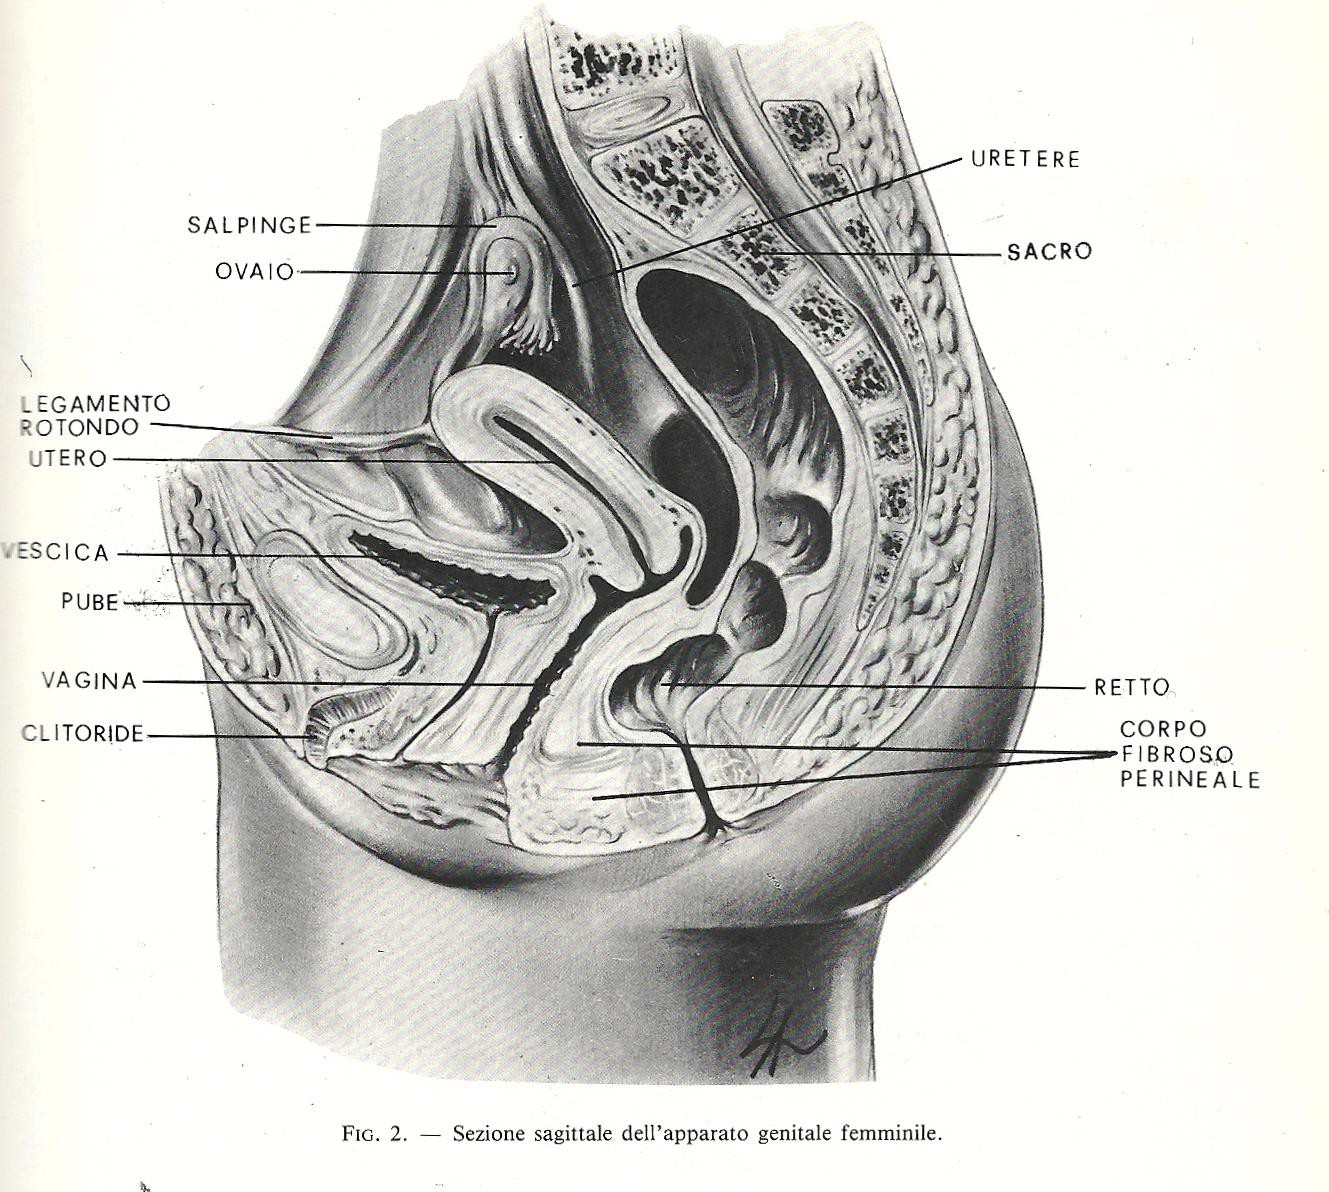 URETERE
SALPINGE
SACRO
OVAIO
LEGAMENTO
ROTONDO
UTERO
VESCICA
PUBE
VAGINA
RETTO
CLITORIDE
CORPO
FIBROSO
PERINEALE
FIG. 2. — Sezione sagittale dell'apparato genitale femminile.